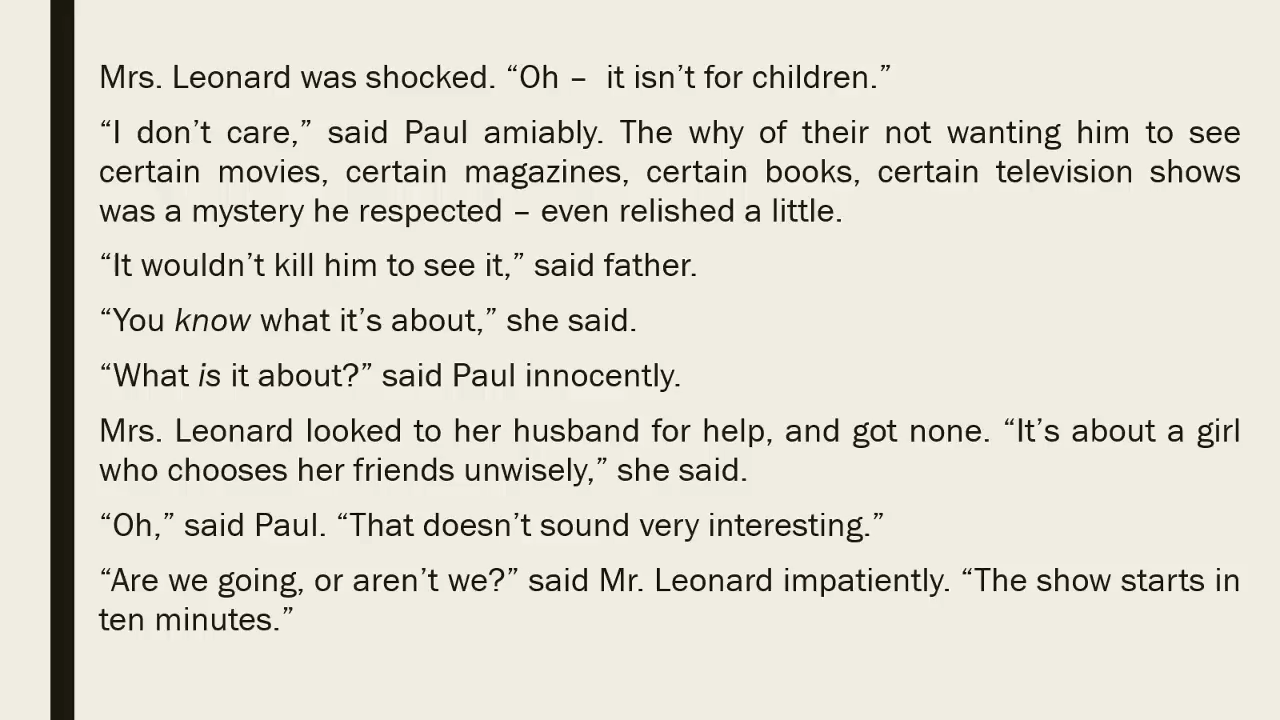 Mrs. Leonard was shocked. “Oh –  it isn’t for children.”
“I don’t care,” said Paul amiably. The why of their not wanting him to see
certain movies, certain magazines, certain books, certain television shows
was a mystery he respected – even relished a little.
“It wouldn’t kill him to see it,” said father.
“You know what it’s about,” she said.
“What is it about?” said Paul innocently.
Mrs. Leonard looked to her husband for help, and got none. “It’s about a girl
who chooses her friends unwisely,” she said.
“Oh,” said Paul. “That doesn’t sound very interesting.”
“Are we going, or aren’t we?” said Mr. Leonard impatiently. “The show starts in
ten minutes.”